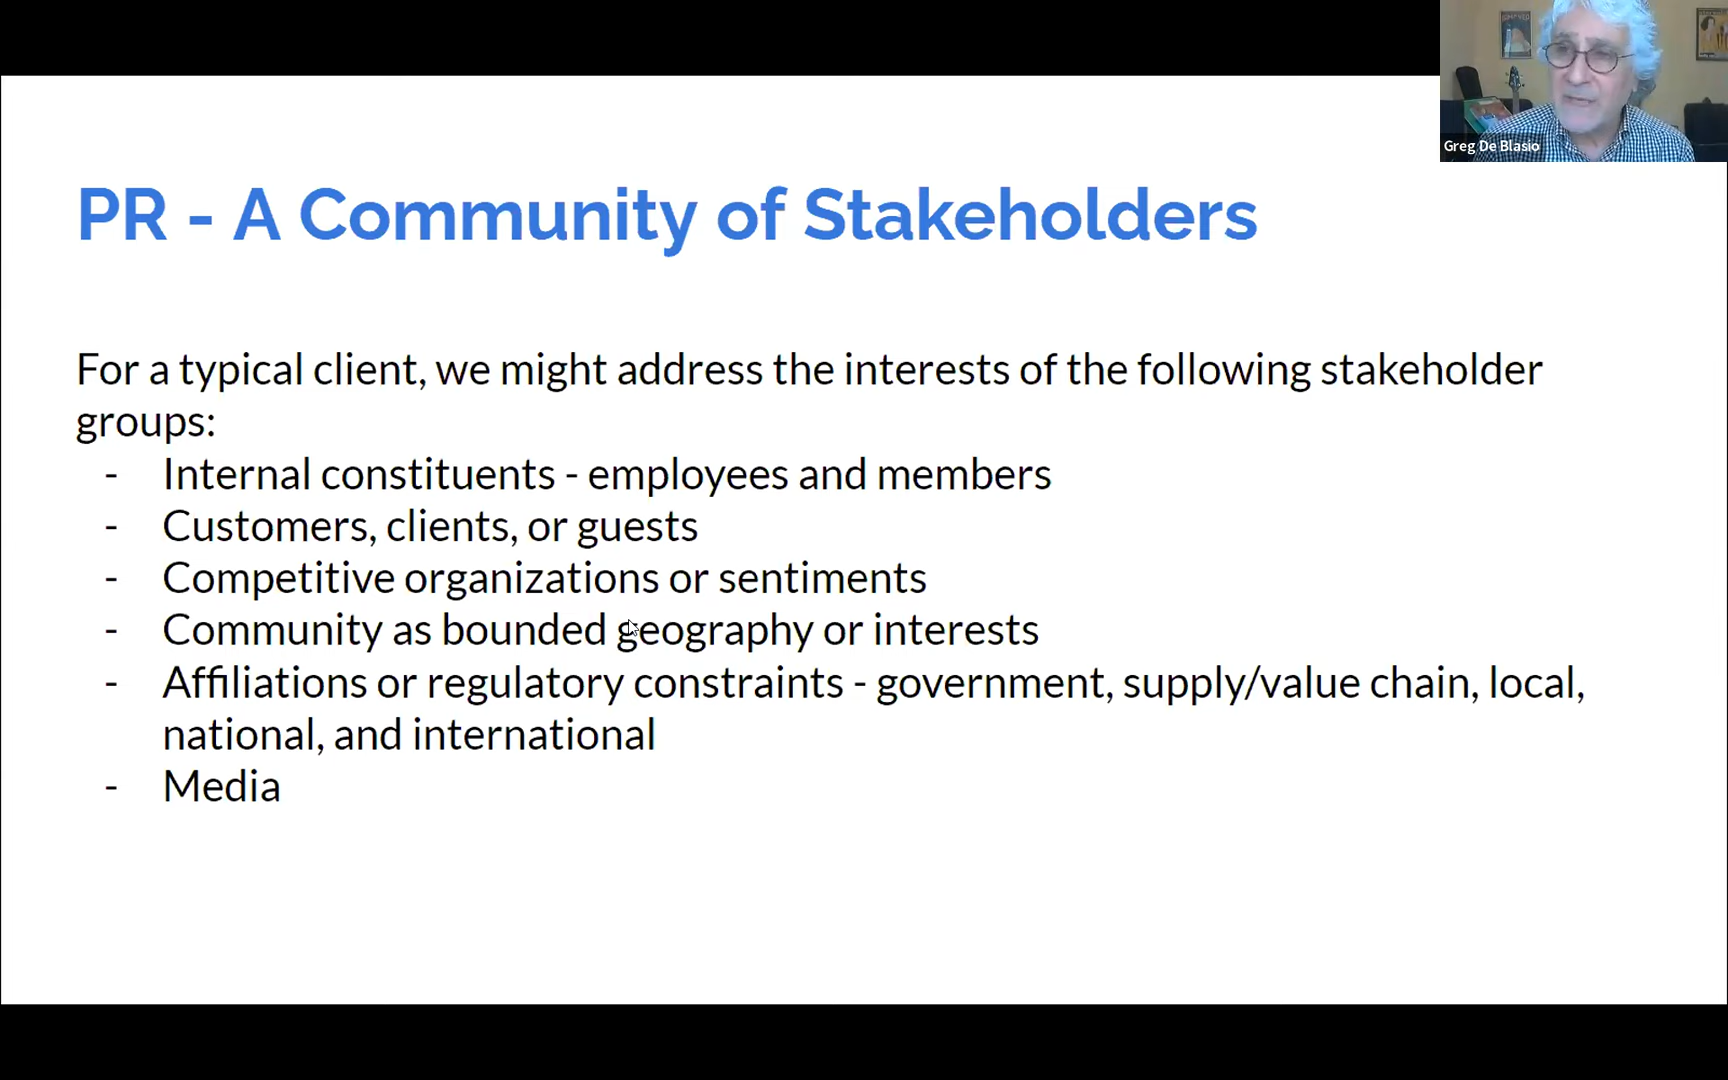 Greg De Blasio
PR - A Community of Stakeholders
For a typical client, we might address the interests of the following stakeholder
groups:
- Internal constituents - employees and members
- Customers, clients, or guests
- Competitive organizations or sentiments
- Community as bounded geography or interests
- Affiliations or regulatory constraints - government, supply/value chain, local,
national, and international
- Media